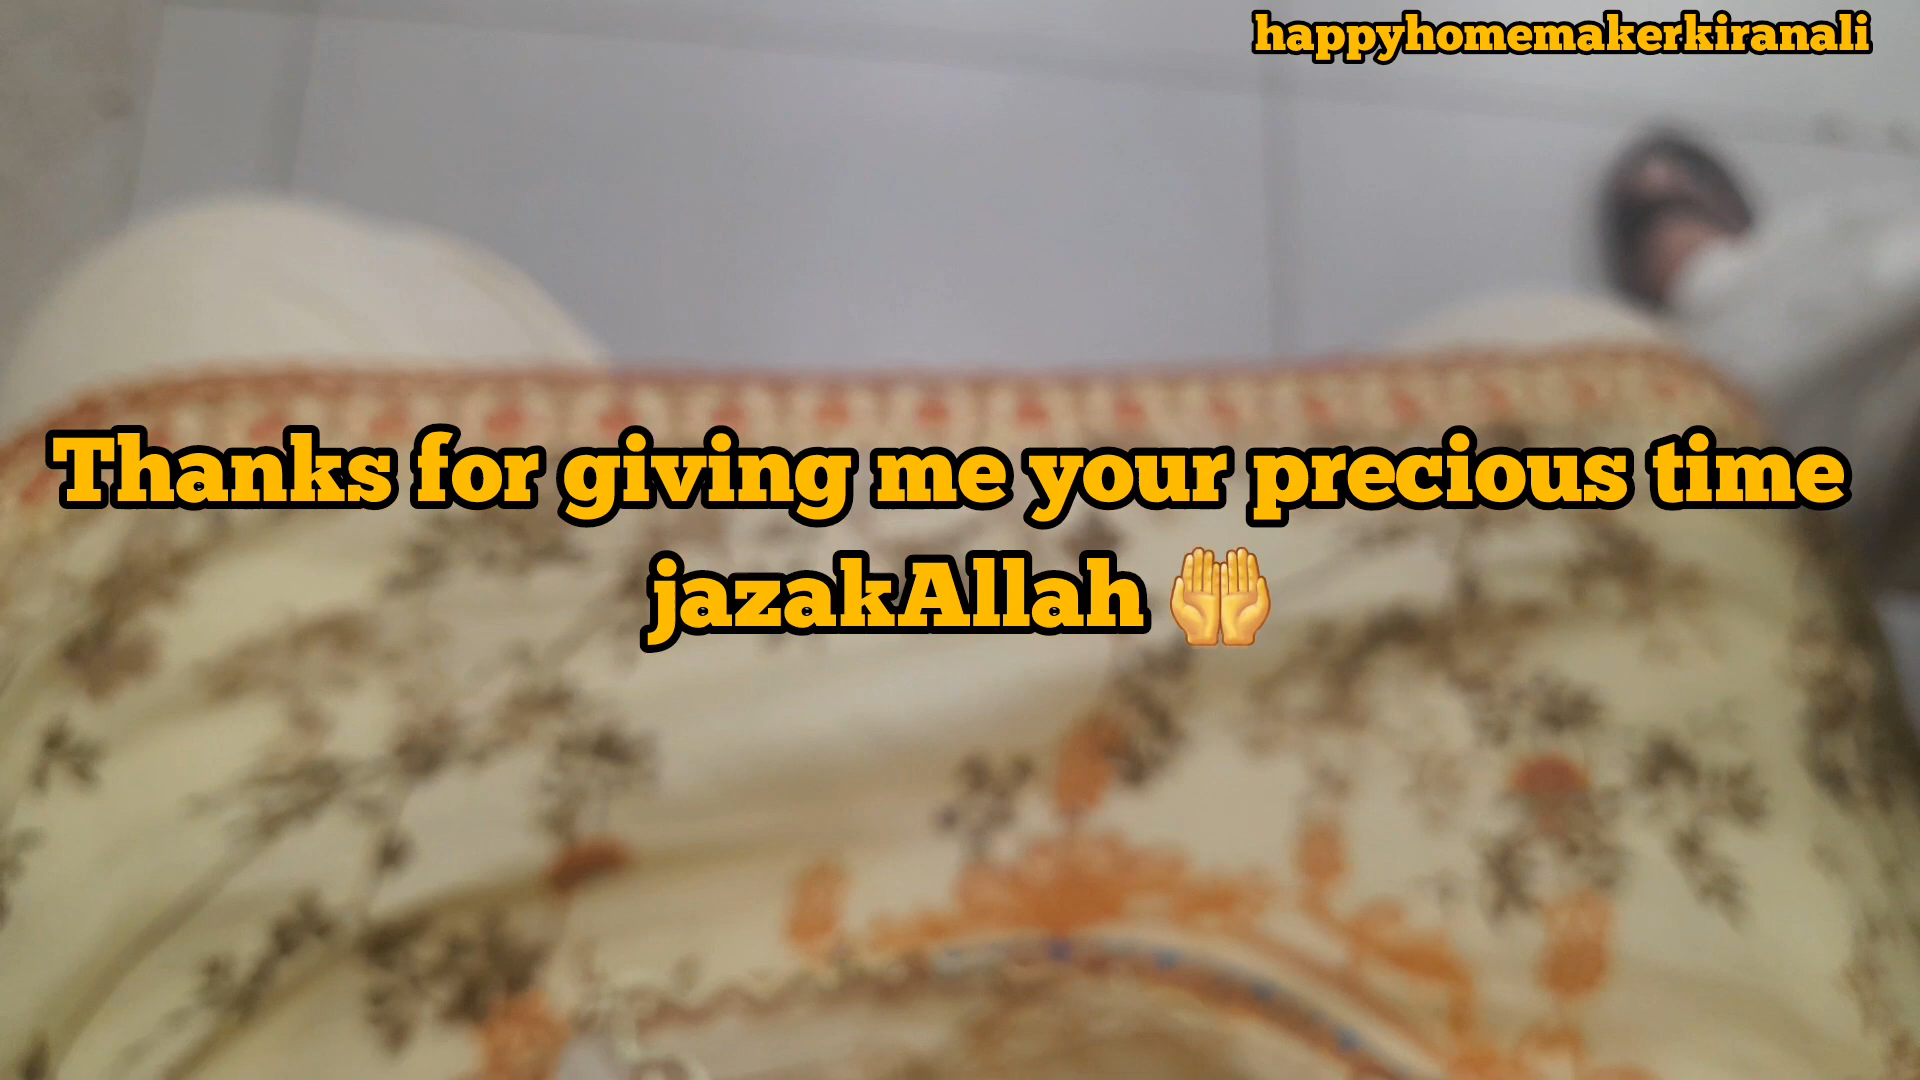 happyhomemakerkiranali
Thanks for giving me your precious time
jazakAllah 🤲